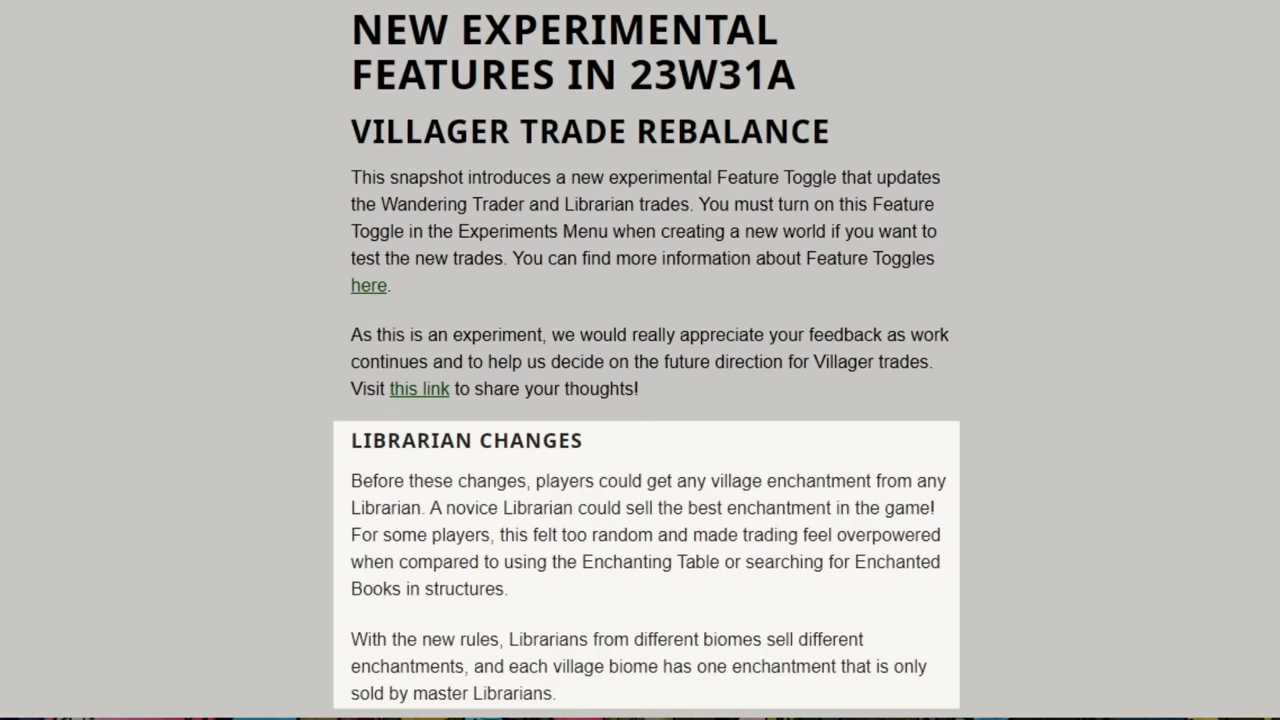 NEW EXPERIMENTAL
FEATURES IN 23W31A
VILLAGER TRADE REBALANCE
This snapshot introduces a new experimental Feature Toggle that updates
the Wandering Trader and Librarian trades. You must turn on this Feature
Toggle in the Experiments Menu when creating a new world if you want to
test the new trades. You can find more information about Feature Toggles
here.
As this is an experiment, we would really appreciate your feedback as work
continues and to help us decide on the future direction for Villager trades.
Visit this link to share your thoughts!
LIBRARIAN CHANGES
Before these changes, players could get any village enchantment from any
Librarian. A novice Librarian could sell the best enchantment in the game!
For some players, this felt too random and made trading feel overpowered
when compared to using the Enchanting Table or searching for Enchanted
Books in structures.
With the new rules, Librarians from different biomes sell different
enchantments, and each village biome has one enchantment that is only
sold by master Librarians.